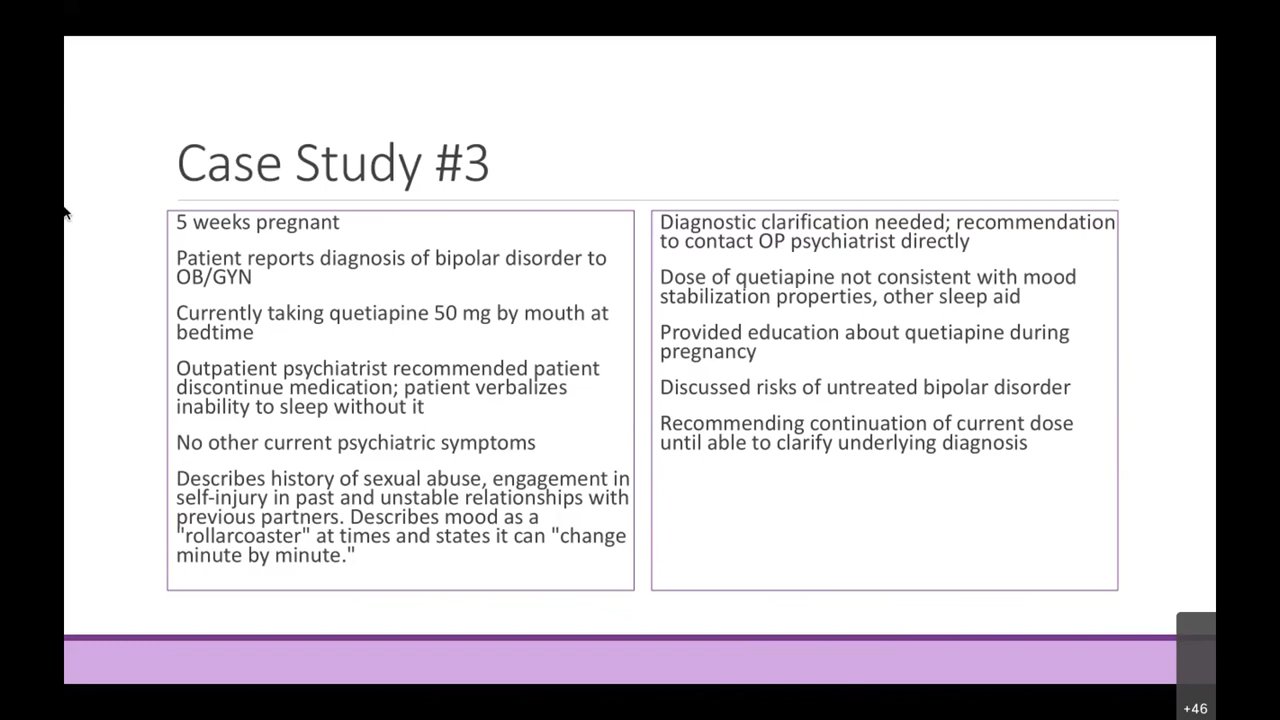 Case Study #3
5 weeks pregnant
Patient reports diagnosis of bipolar disorder to
OB/GYN
Currently taking quetiapine 50 mg by mouth at
bedtime
Outpatient psychiatrist recommended patient
discontinue medication; patient verbalizes
inability to sleep without it
No other current psychiatric symptoms
Describes history of sexual abuse, engagement in
self-injury in past and unstable relationships with
previous partners. Describes mood as a
"rollarcoaster" at times and states it can "change
minute by minute."
Diagnostic clarification needed; recommendation
to contact OP psychiatrist directly
Dose of quetiapine not consistent with mood
stabilization properties, other sleep aid
Provided education about quetiapine during
pregnancy
Discussed risks of untreated bipolar disorder
Recommending continuation of current dose
until able to clarify underlying diagnosis
+46